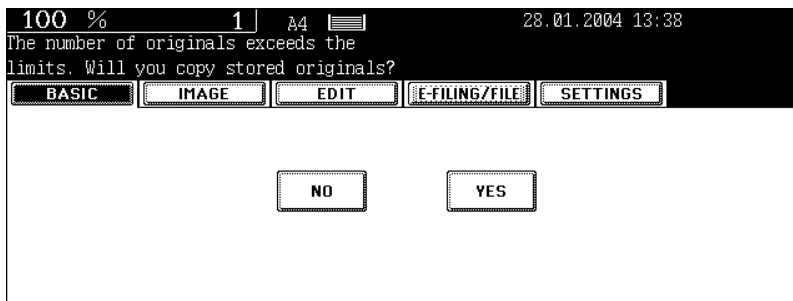 100 % 1 A4 28.01.2004 13:38
The number of originals exceeds the
limits. Will you copy stored originals?
BASIC IMAGE EDIT E-FILING/FILE SETTINGS
NO YES